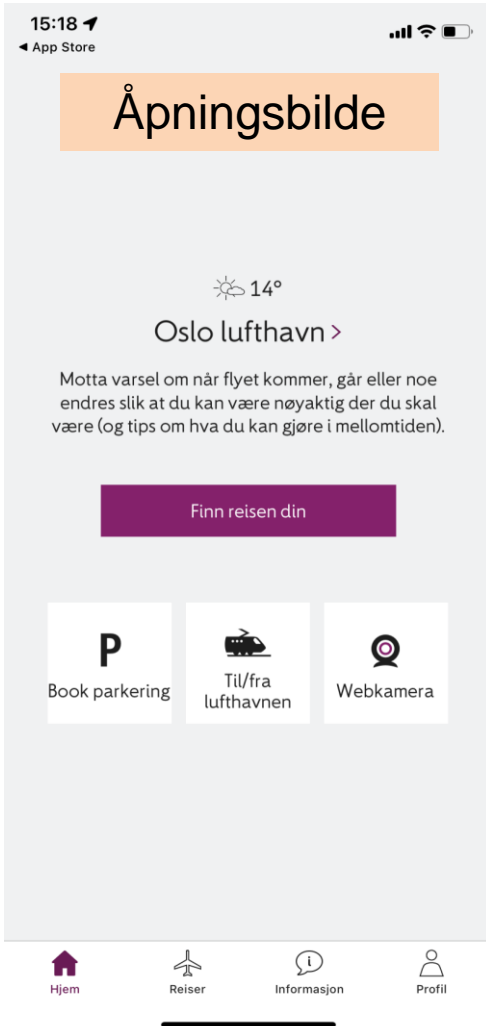 15:18
◀ App Store
Åpningsbilde
14°
Oslo lufthavn >
Motta varsel om når flyet kommer, går eller noe
endres slik at du kan være nøyaktig der du skal
være (og tips om hva du kan gjøre i mellomtiden).
Finn reisen din
P
Book parkering
Til/fra
lufthavnen
Webkamera
Hjem
Reiser
Informasjon
Profil